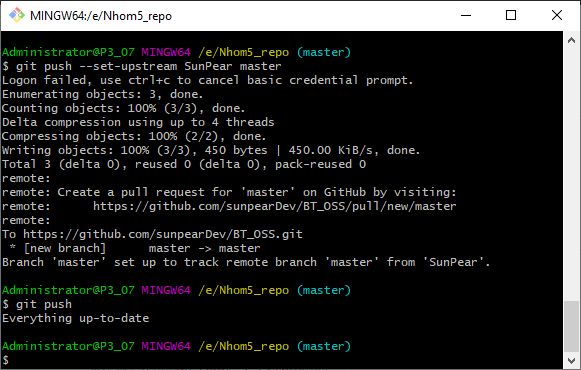 MINGW64:/e/Nhom5_repo
Administrator@P3_07 MINGW64 /e/Nhom5_repo (master)
$ git push --set-upstream SunPear master
Logon failed, use ctrl+c to cancel basic credential prompt.
Enumerating objects: 3, done.
Counting objects: 100% (3/3), done.
Delta compression using up to 4 threads
Compressing objects: 100% (2/2), done.
Writing objects: 100% (3/3), 450 bytes | 450.00 KiB/s, done.
Total 3 (delta 0), reused 0 (delta 0), pack-reused 0
remote:
remote: Create a pull request for 'master' on GitHub by visiting:
remote:      https://github.com/sunpearDev/BT_OSS/pull/new/master
remote:
To https://github.com/sunpearDev/BT_OSS.git
 * [new branch]      master -> master
Branch 'master' set up to track remote branch 'master' from 'SunPear'.
Administrator@P3_07 MINGW64 /e/Nhom5_repo (master)
$ git push
Everything up-to-date
Administrator@P3_07 MINGW64 /e/Nhom5_repo (master)
$